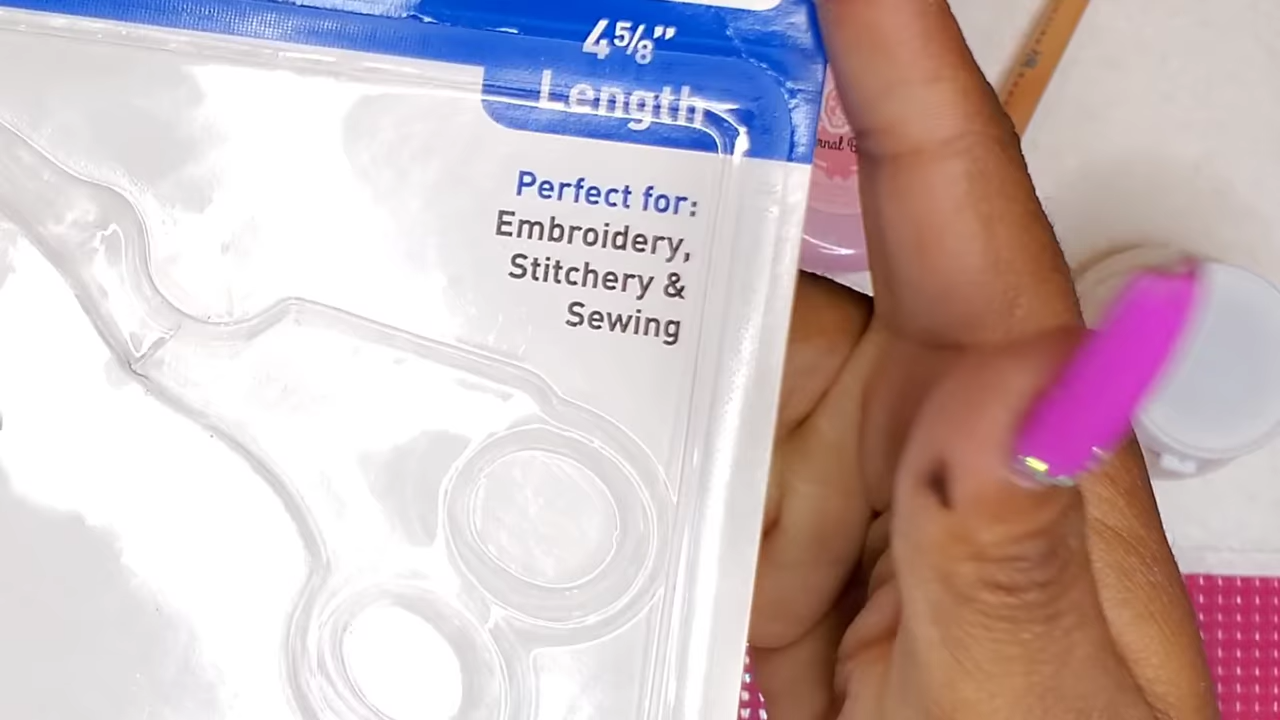 4⅝”
Length
Perfect for:
Embroidery,
Stitchery &
Sewing